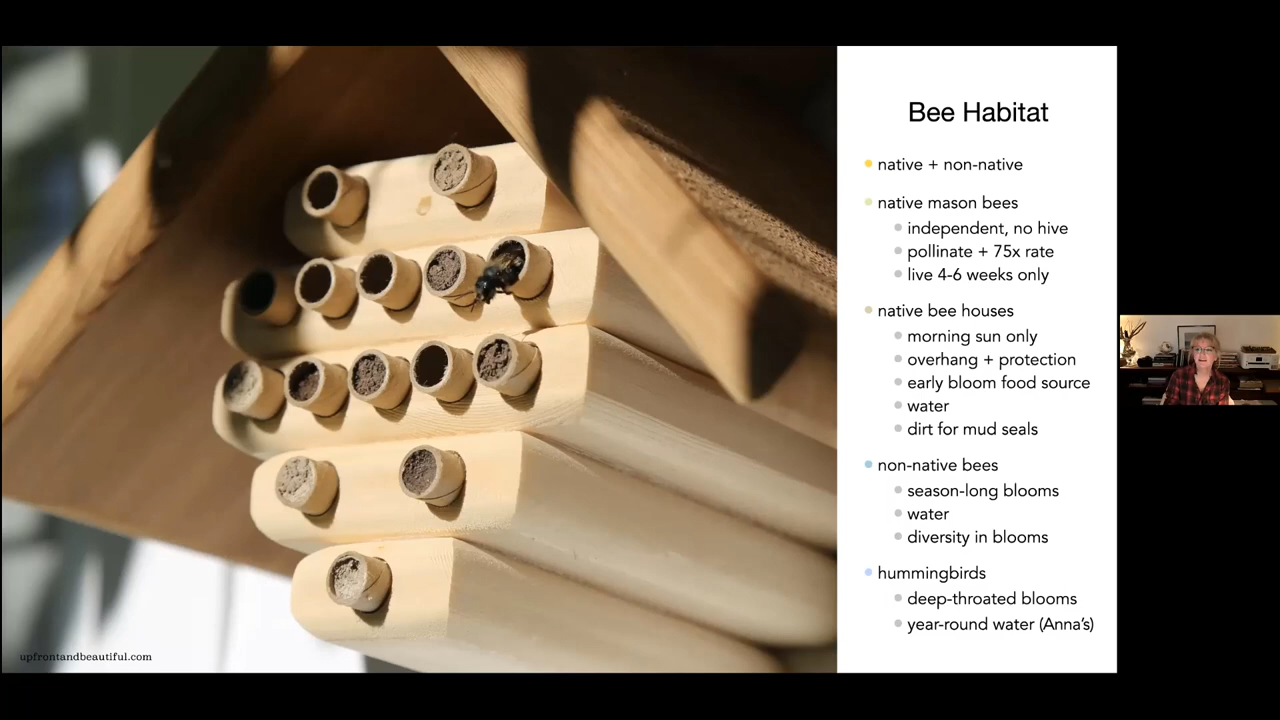 Bee Habitat
native + non-native
native mason bees
independent, no hive
pollinate + 75x rate
live 4-6 weeks only
native bee houses
morning sun only
overhang + protection
early bloom food source
water
dirt for mud seals
non-native bees
season-long blooms
water
diversity in blooms
hummingbirds
deep-throated blooms
year-round water (Anna's)
upfrontandbeautiful.com